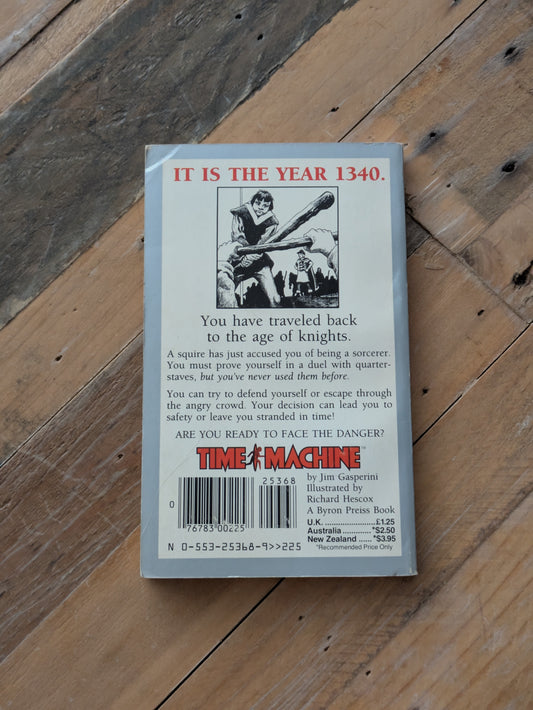 IT IS THE YEAR 1340.
You have traveled back
to the age of knights.
A squire has just accused you of being a sorcerer.
You must prove yourself in a duel with quarter-
staves, but you've never used them before.
You can try to defend yourself or escape through
the angry crowd. Your decision can lead you to
safety or leave you stranded in time!
ARE YOU READY TO FACE THE DANGER?
TIME MACHINE
by Jim Gasperini
Illustrated by
Richard Hescox
A Byron Preiss Book
U.K. ....................£1.25
Australia ............*$2.50
New Zealand ..... *$3.95
*Recommended Price Only
25368
0
76783 00225
N 0-553-25368-9>>225